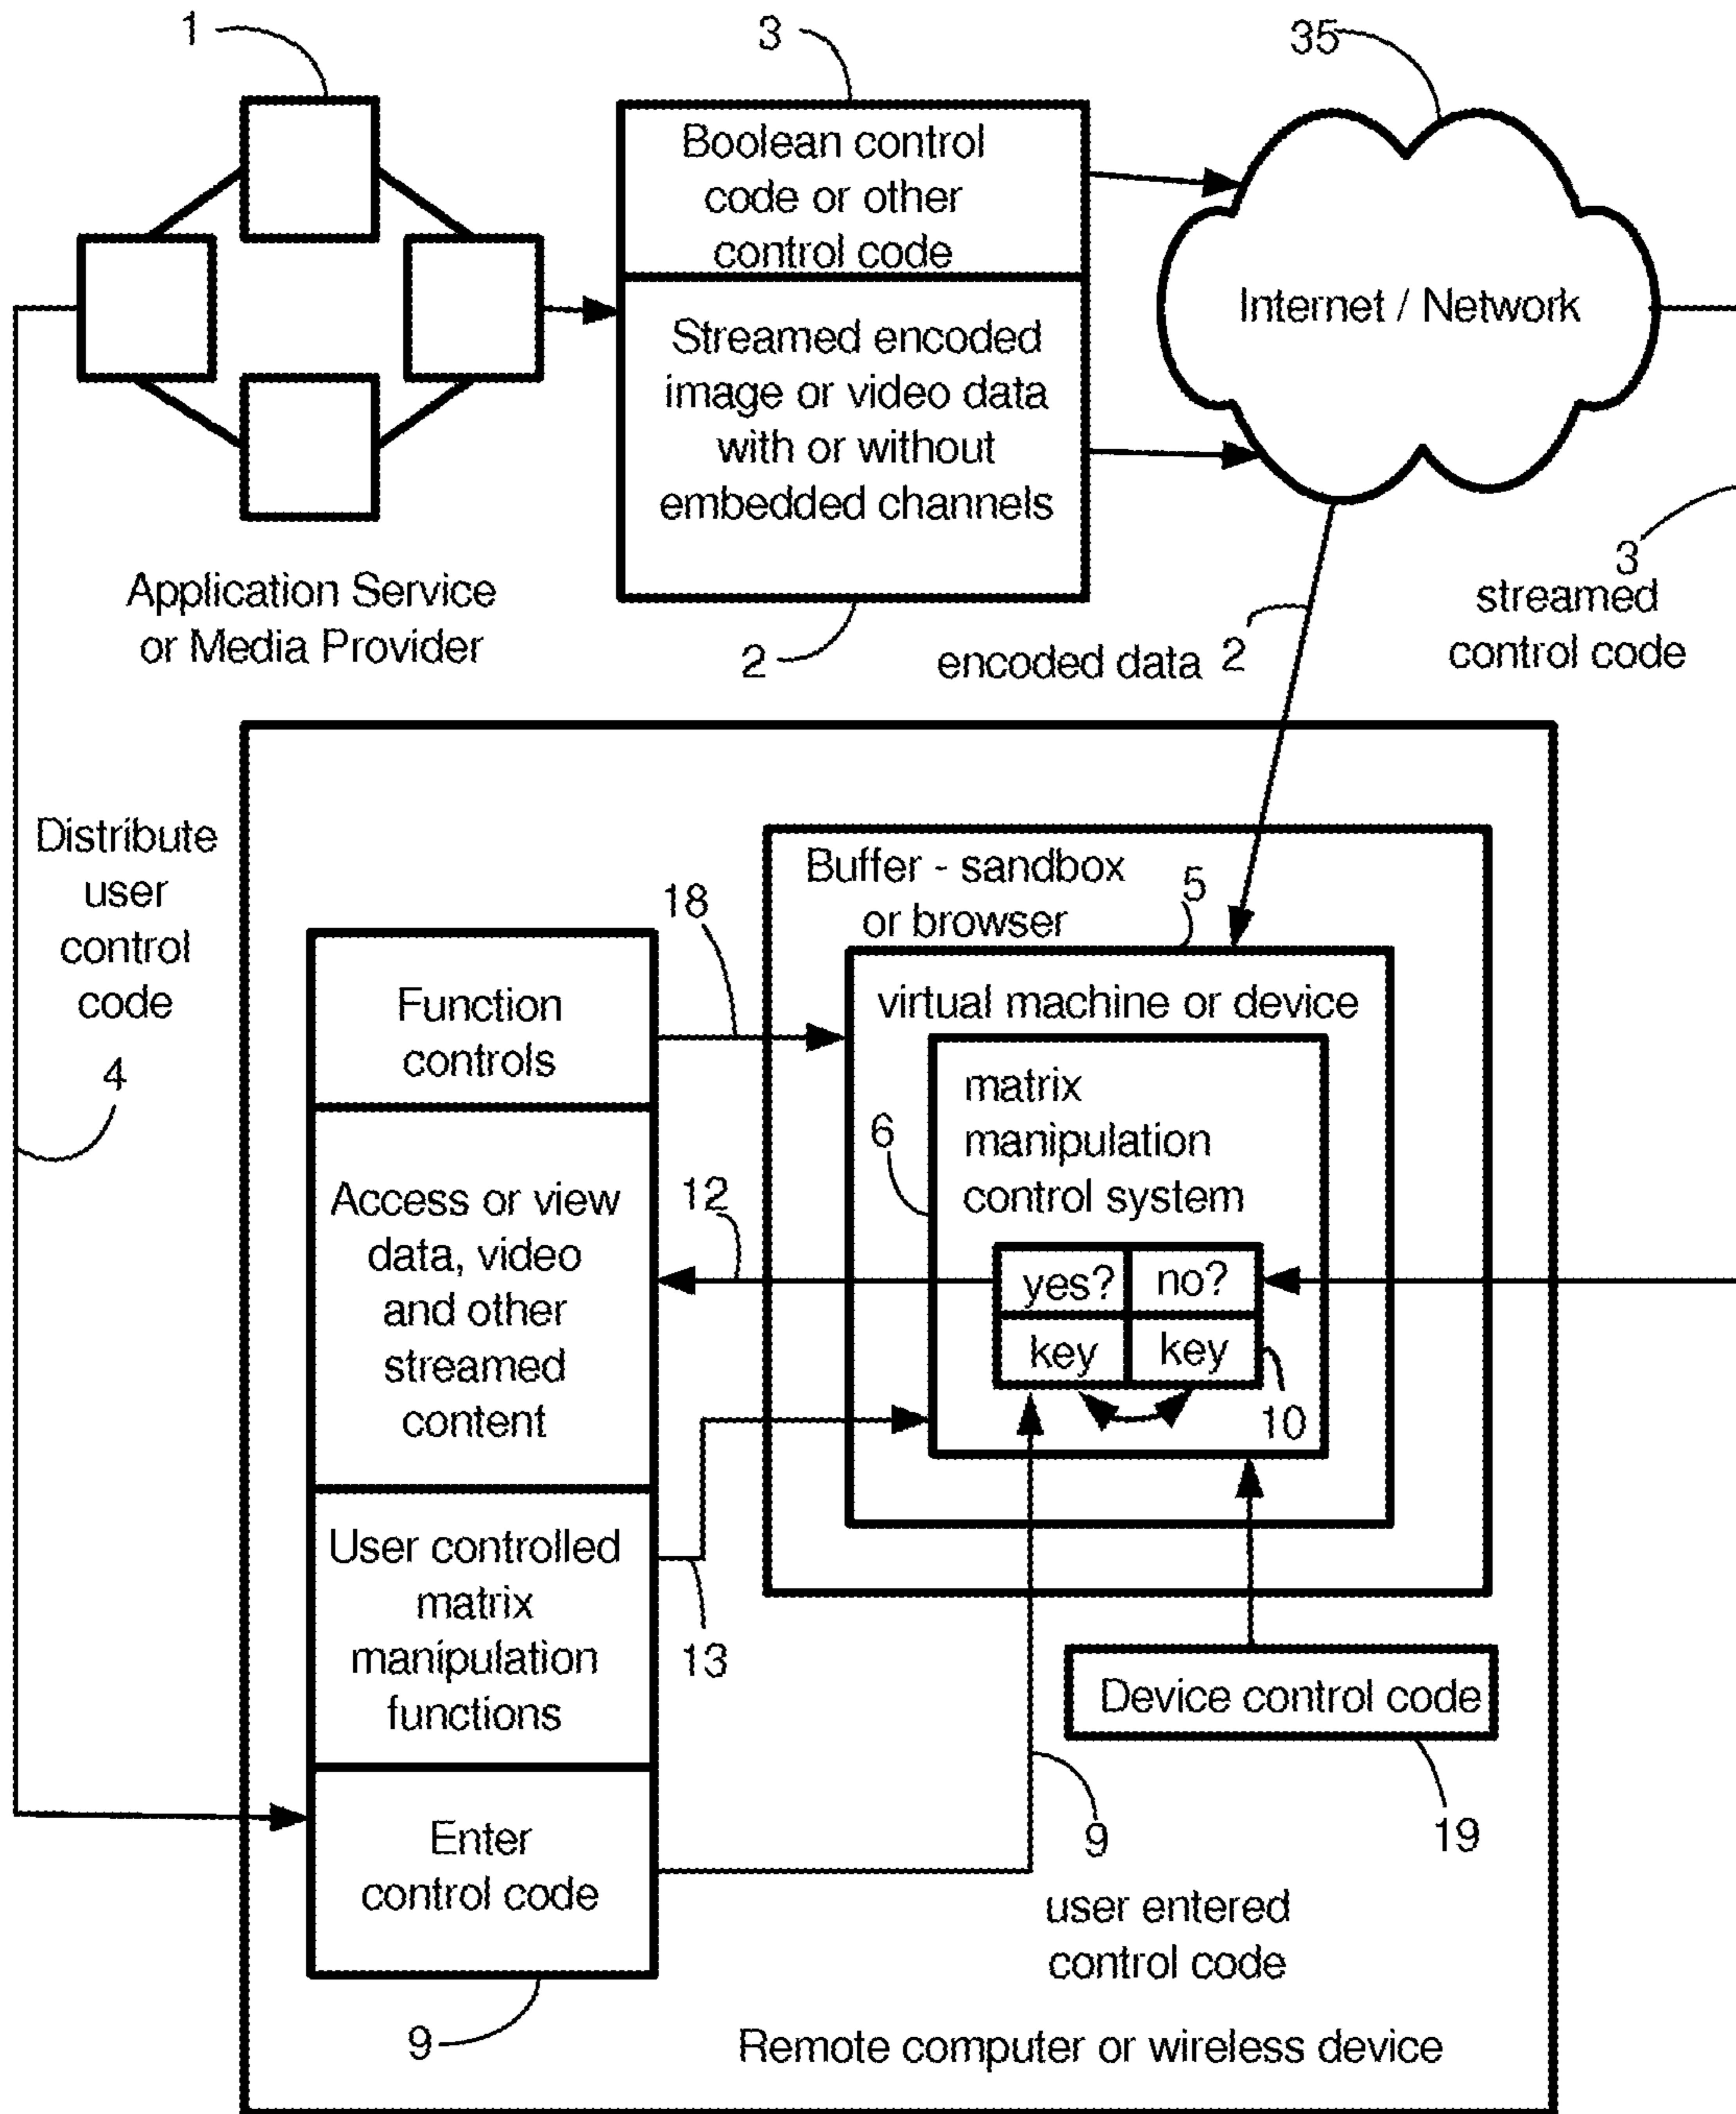 1
3
35
Boolean control
code or other
control code
Streamed encoded
image or video data
with or without
embedded channels
Internet / Network
Application Service
or Media Provider
2
encoded data 2
3
streamed
control code
Distribute
user
control
code
4
Buffer - sandbox
or browser
5
18
Function
controls
virtual machine or device
matrix
manipulation
control system
6
Access or view
data, video
and other
streamed
content
12
yes? no?
key key
10
User controlled
matrix
manipulation
functions
13
Device control code
19
Enter
control code
9
user entered
control code
9
Remote computer or wireless device